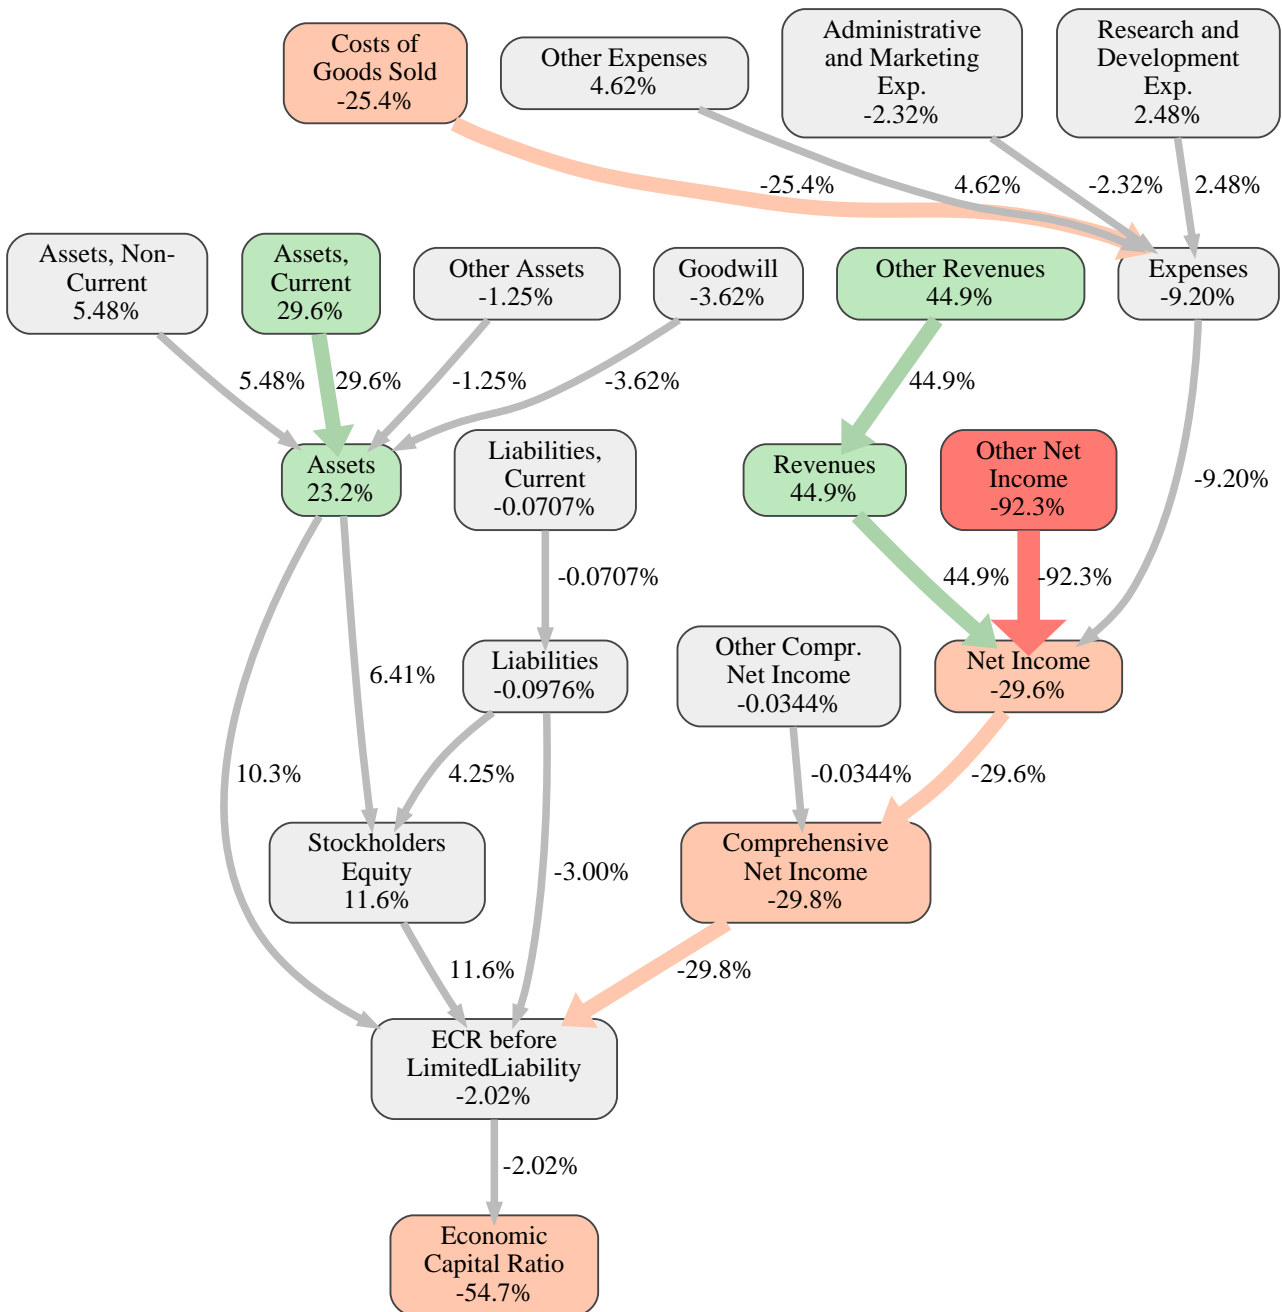 Costs of
Goods Sold
-25.4%
Other Expenses
4.62%
Administrative
and Marketing
Exp.
-2.32%
Research and
Development
Exp.
2.48%
-25.4%
4.62%
-2.32%
2.48%
Assets, Non-
Current
5.48%
Assets,
Current
29.6%
Other Assets
-1.25%
Goodwill
-3.62%
Other Revenues
44.9%
Expenses
-9.20%
5.48%
29.6%
-1.25%
-3.62%
44.9%
Assets
23.2%
Liabilities,
Current
-0.0707%
Revenues
44.9%
Other Net
Income
-92.3%
-9.20%
-0.0707%
44.9%
-92.3%
6.41%
Liabilities
-0.0976%
Other Compr.
Net Income
-0.0344%
Net Income
-29.6%
10.3%
4.25%
-0.0344%
-29.6%
Stockholders
Equity
11.6%
-3.00%
Comprehensive
Net Income
-29.8%
11.6%
-29.8%
ECR before
LimitedLiability
-2.02%
-2.02%
Economic
Capital Ratio
-54.7%